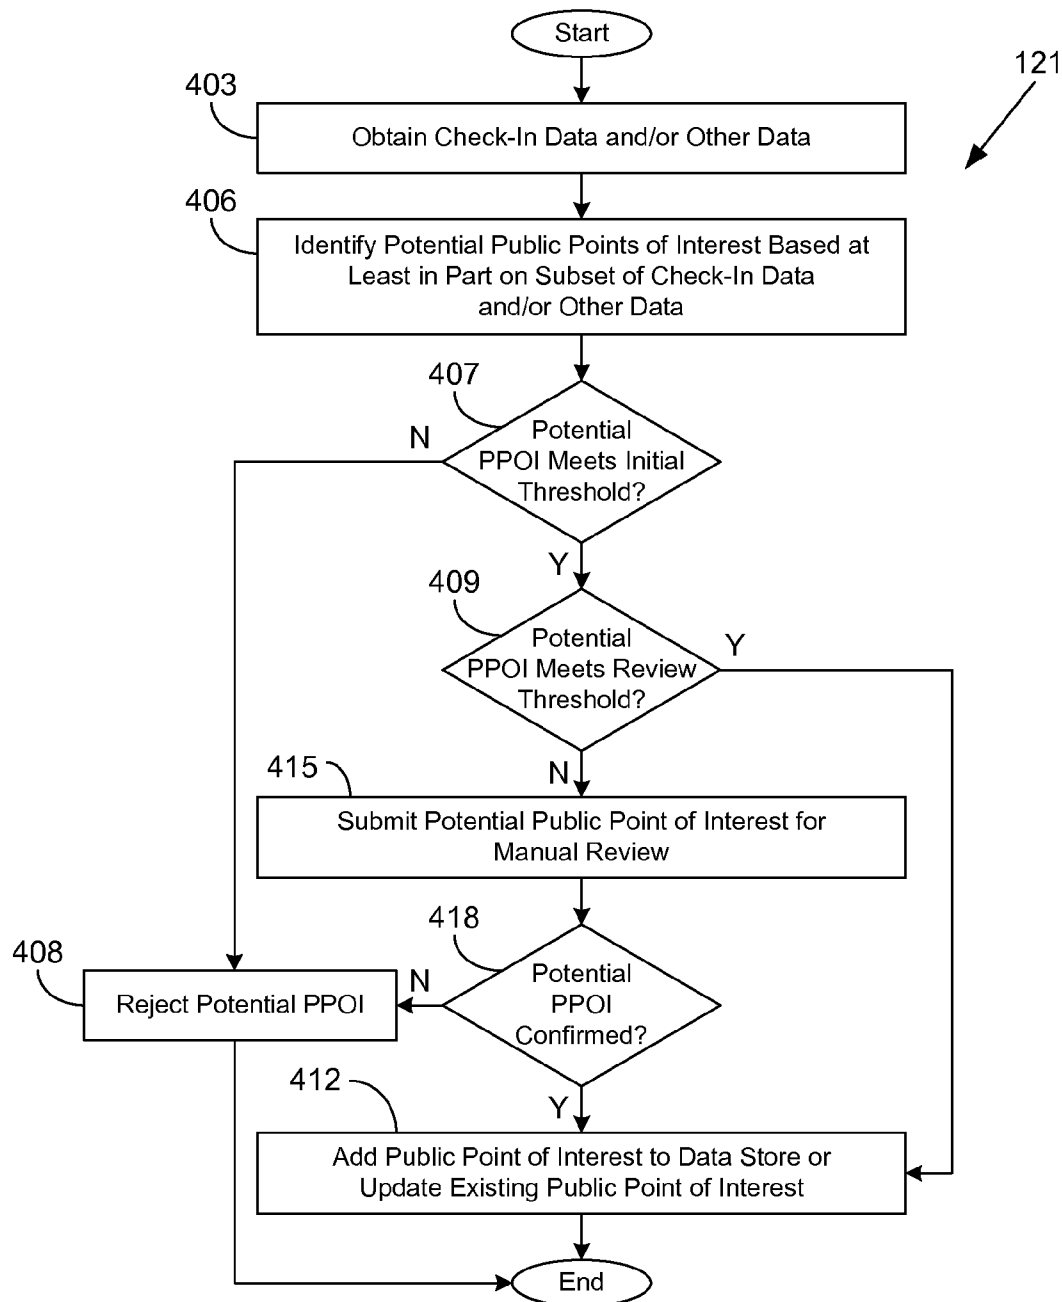 Start
121
403
Obtain Check-In Data and/or Other Data
406
Identify Potential Public Points of Interest Based at
Least in Part on Subset of Check-In Data
and/or Other Data
407
N
Potential
PPOI Meets Initial
Threshold?
Y
409
Potential
PPOI Meets Review
Threshold?
Y
N
415
Submit Potential Public Point of Interest for
Manual Review
418
408
Reject Potential PPOI
N
Potential
PPOI
Confirmed?
412
Y
Add Public Point of Interest to Data Store or
Update Existing Public Point of Interest
End